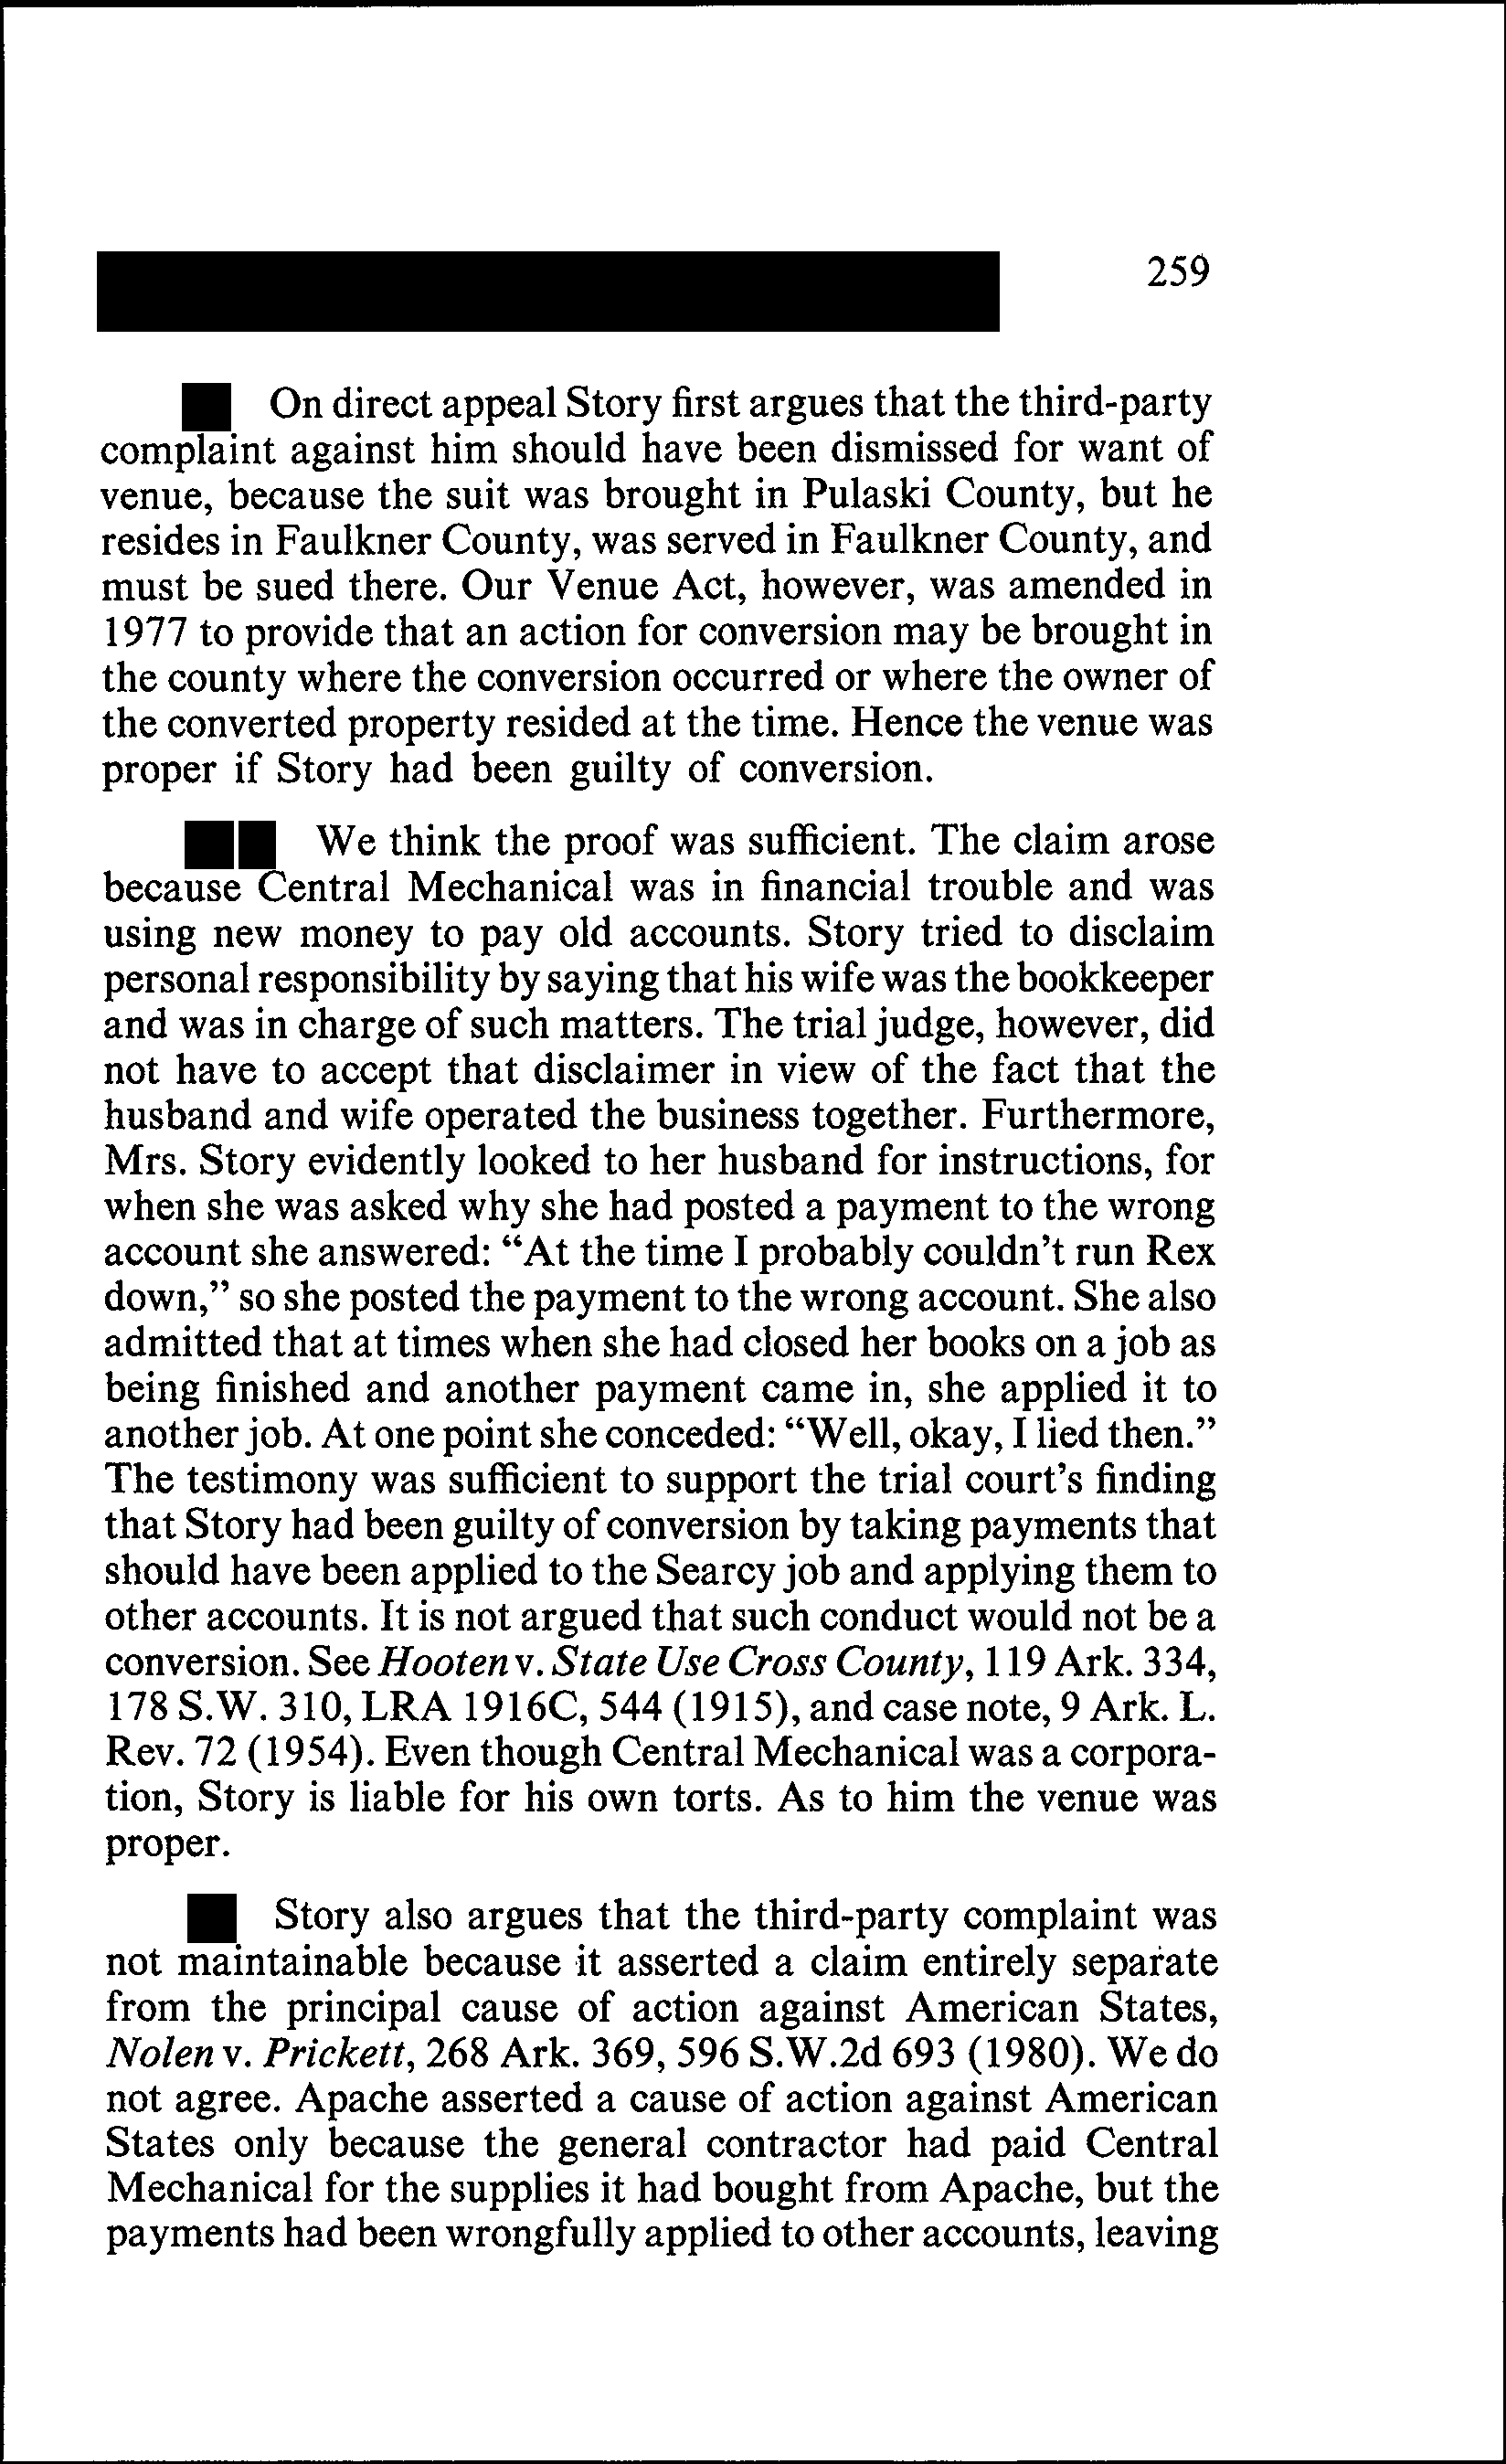 259
On direct appeal Story first argues that the third-party
complaint against him should have been dismissed for want of
venue, because the suit was brought in Pulaski County, but he
resides in Faulkner County, was served in Faulkner County, and
must be sued there. Our Venue Act, however, was amended in
1977 to provide that an action for conversion may be brought in
the county where the conversion occurred or where the owner of
the converted property resided at the time. Hence the venue was
proper if Story had been guilty of conversion.
We think the proof was sufficient. The claim arose
because Central Mechanical was in financial trouble and was
using new money to pay old accounts. Story tried to disclaim
personal responsibility by saying that his wife was the bookkeeper
and was in charge of such matters. The trial judge, however, did
not have to accept that disclaimer in view of the fact that the
husband and wife operated the business together. Furthermore,
Mrs. Story evidently looked to her husband for instructions, for
when she was asked why she had posted a payment to the wrong
account she answered: “At the time I probably couldn’t run Rex
down,” so she posted the payment to the wrong account. She also
admitted that at times when she had closed her books on a job as
being finished and another payment came in, she applied it to
another job. At one point she conceded: “Well, okay, I lied then.”
The testimony was sufficient to support the trial court’s finding
that Story had been guilty of conversion by taking payments that
should have been applied to the Searcy job and applying them to
other accounts. It is not argued that such conduct would not be a
conversion. See Hooten v. State Use Cross County, 119 Ark. 334,
178 S.W. 310, LRA 1916C, 544 (1915), and case note, 9 Ark. L.
Rev. 72 (1954). Even though Central Mechanical was a corpora-
tion, Story is liable for his own torts. As to him the venue was
proper.
Story also argues that the third-party complaint was
not maintainable because it asserted a claim entirely separate
from the principal cause of action against American States,
Nolen v. Prickett, 268 Ark. 369, 596 S.W.2d 693 (1980). We do
not agree. Apache asserted a cause of action against American
States only because the general contractor had paid Central
Mechanical for the supplies it had bought from Apache, but the
payments had been wrongfully applied to other accounts, leaving